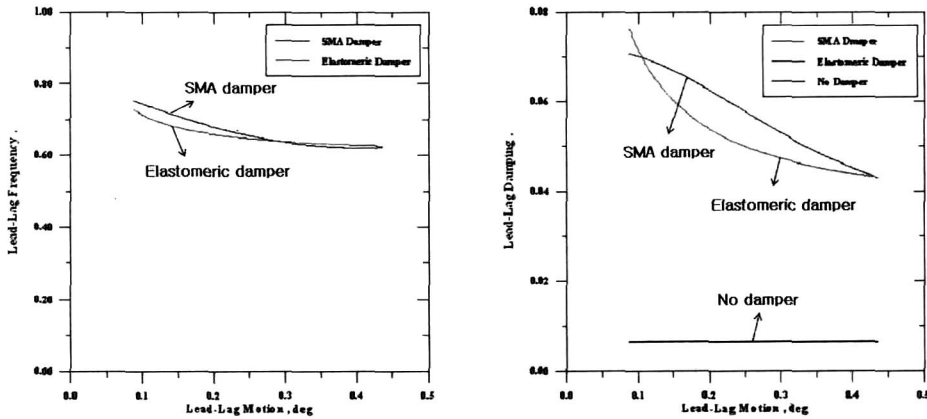 1.00
0.80
0.60
0.40
0.20
0.00
Lead-Lag Frequency .
SMA Damper
Elastomeric Damper
SMA damper
Elastomeric damper
0.0
0.1
0.2
0.3
0.4
0.5
Lead-Lag Motion , deg
0.08
0.06
0.04
0.02
0.00
Lead-Lag Damping .
SMA Damper
Elastomeric Damper
No Damper
SMA damper
Elastomeric damper
No damper
0.0
0.1
0.2
0.3
0.4
0.5
Lead-Lag Motion , deg